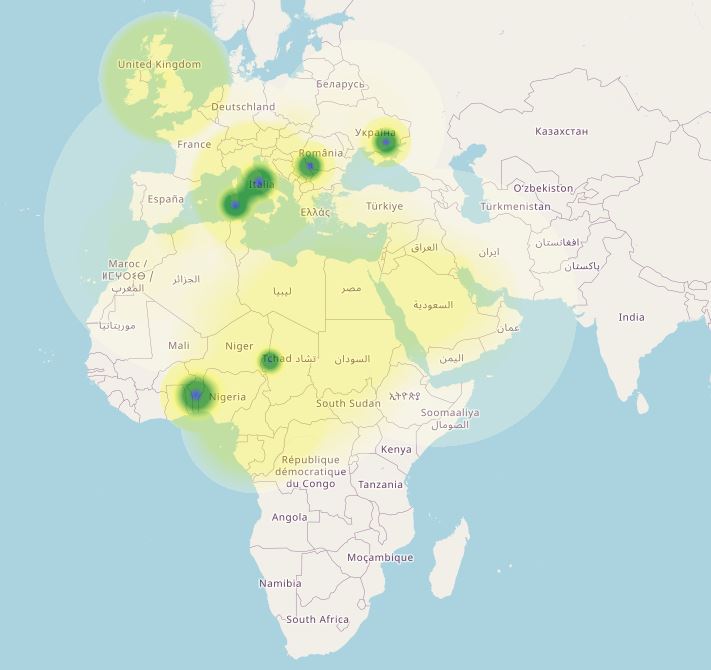 United Kingdom
Беларусь
Deutschland
Україна
Казахстан
France
România
Italia
España
Ελλάς
Türkiye
Oʻzbekiston
Türkmenistan
افغانستان
العراق
ایران
پاکستان
Maroc /
ⵍⵎⵖⵔⵉⴱ /
المغرب
الجزائر
ليبيا
مصر
السعودية
India
موريتانيا
عمان
Mali
Niger
Tchad تشاد
السودان
اليمن
Nigeria
South Sudan
ኢትዮጵያ
Soomaaliya
الصومال
Kenya
République
démocratique
du Congo
Tanzania
Angola
Moçambique
Namibia
South Africa